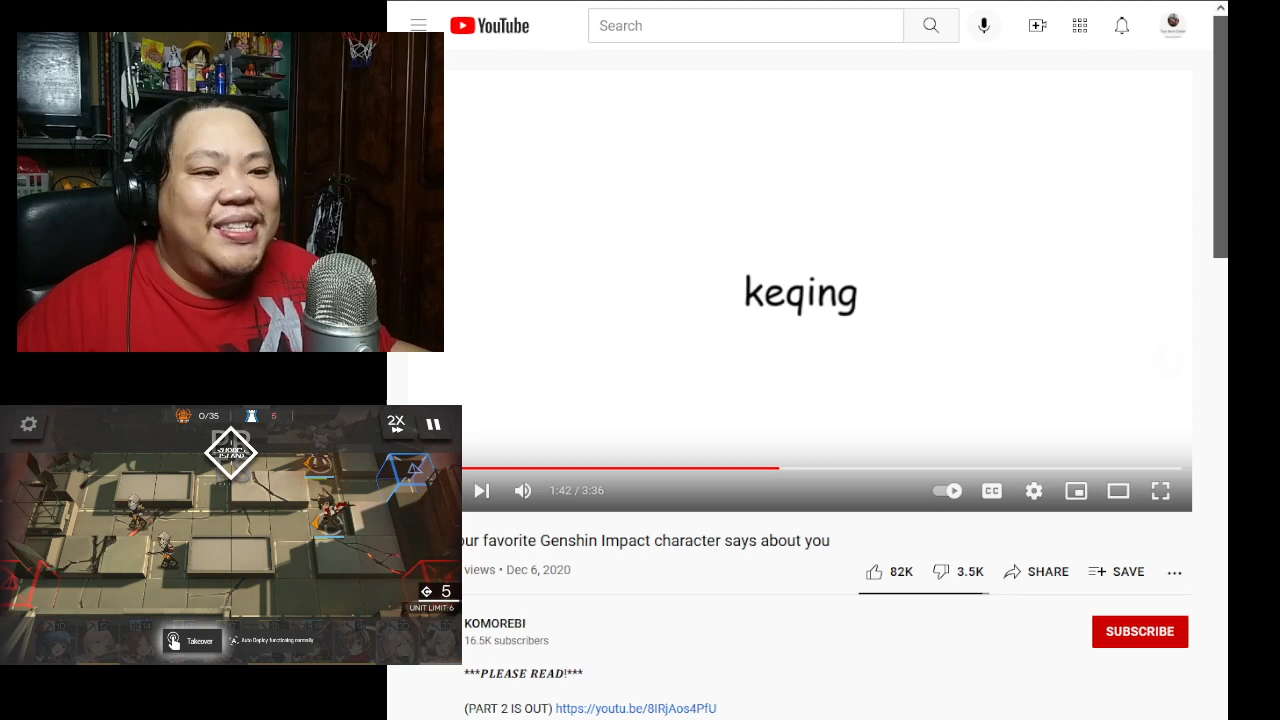 YouTube
Search
keqing
1:42 / 3:36
CC
our favorite Genshin Impact character says about you
views • Dec 6, 2020
82K
3.5K
SHARE
SAVE
KOMOREBI
16.5K subscribers
SUBSCRIBE
***PLEASE READ!***
(PART 2 IS OUT) https://youtu.be/8IRjAos4PfU
0/35
5
2X
5
UNIT LIMIT: 6
Takeover
Auto Deploy functioning normally